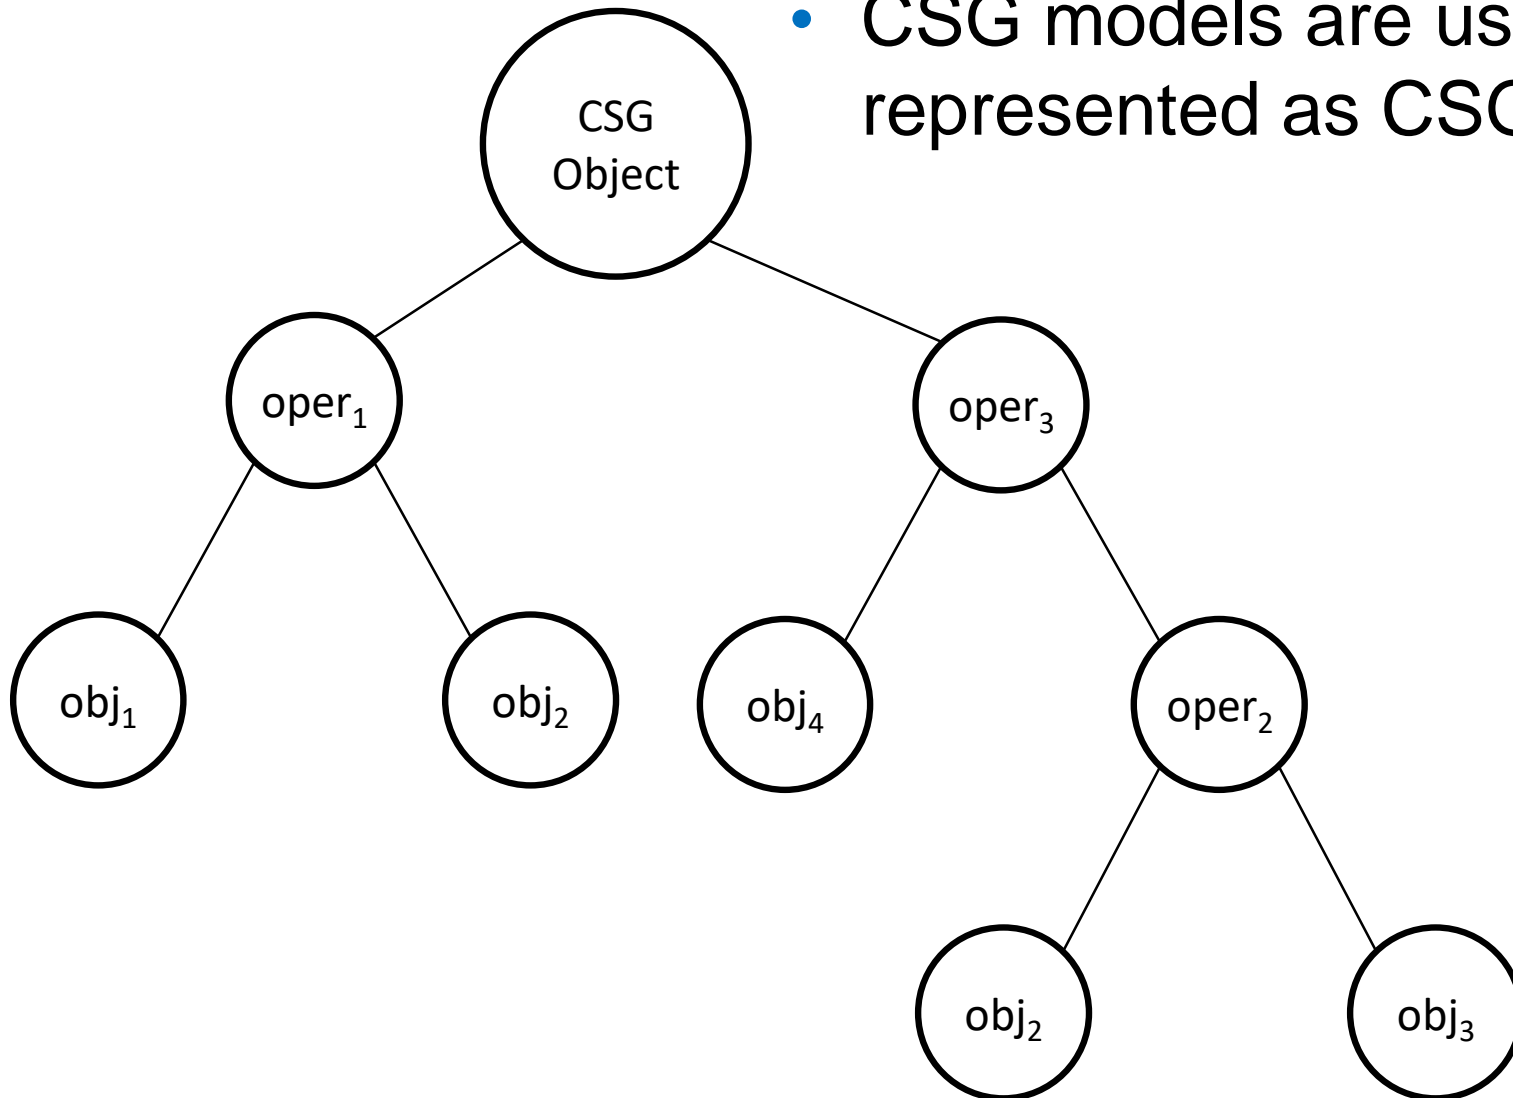 • CSG models are us
represented as CSG
CSG
Object
oper₁
oper₃
obj₁
obj₂
obj₄
oper₂
obj₂
obj₃